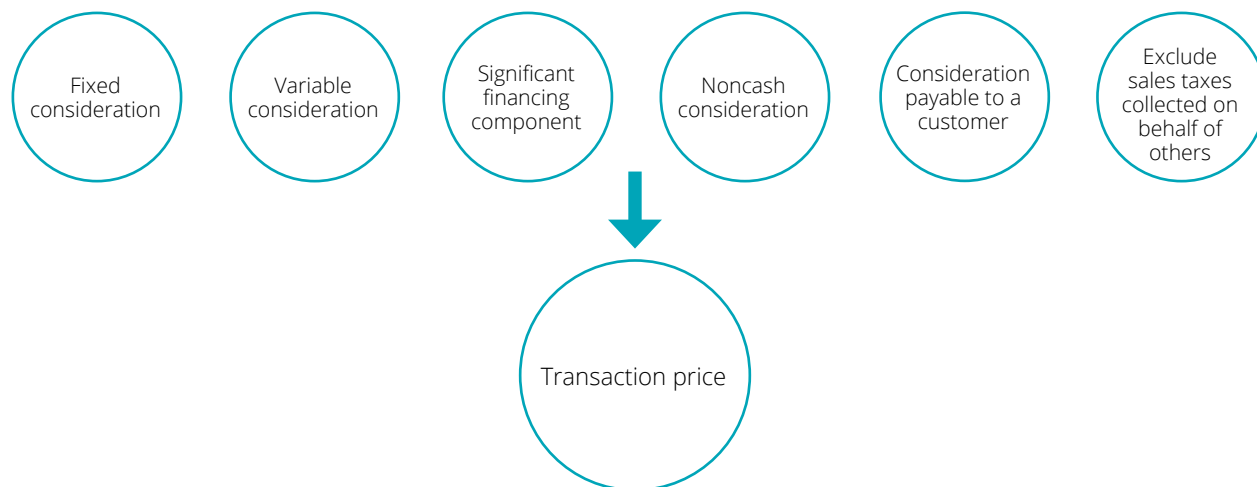 Fixed
consideration
Variable
consideration
Significant
financing
component
Noncash
consideration
Consideration
payable to a
customer
Exclude
sales taxes
collected on
behalf of
others
Transaction price